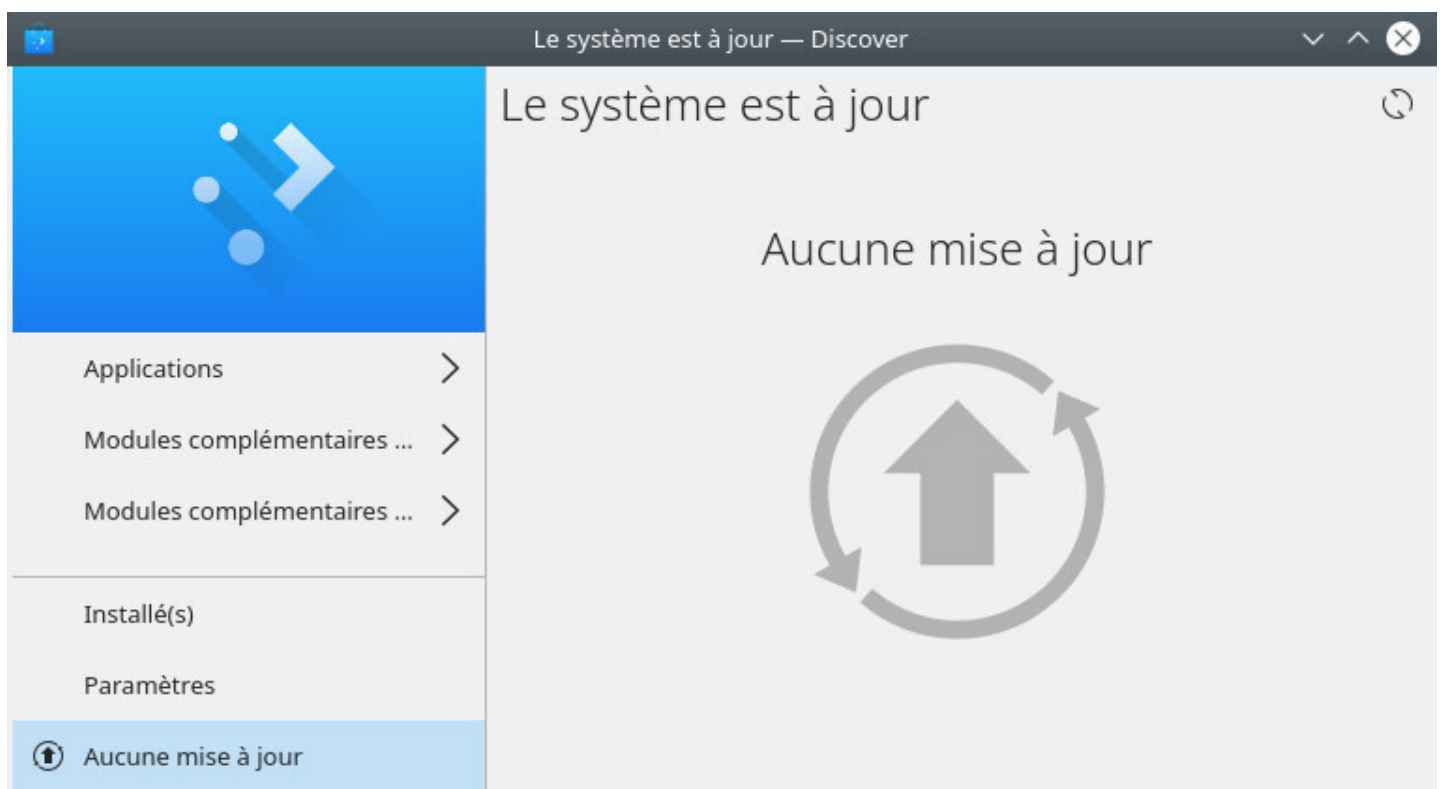 Le système est à jour — Discover
Le système est à jour
Aucune mise à jour
Applications
Modules complémentaires ...
Modules complémentaires ...
Installé(s)
Paramètres
Aucune mise à jour